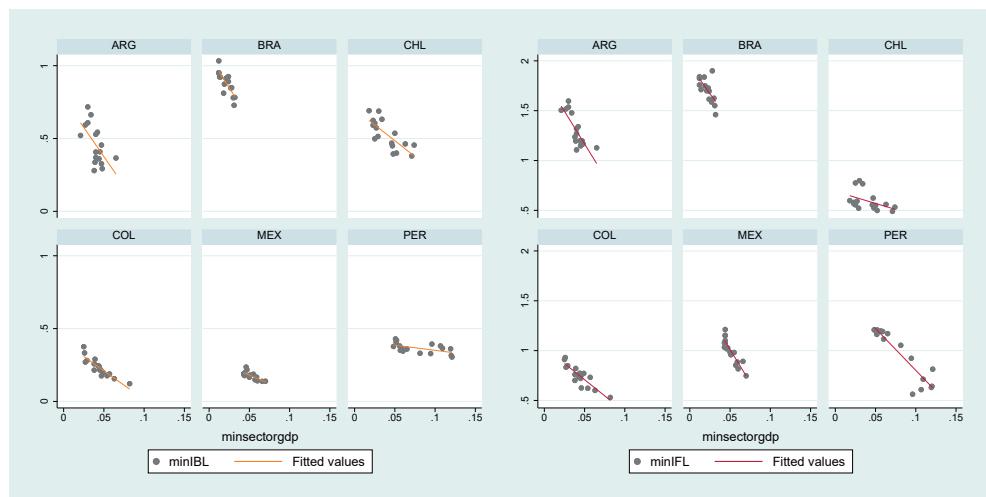 ARG BRA CHL
0 .5 1
COL MEX PER
0 .5 1
0 .05 .1 .15 0 .05 .1 .15 0 .05 .1 .15
minsectorgdp
minIBL Fitted values
ARG BRA CHL
.5 1 1.5 2
COL MEX PER
.5 1 1.5 2
0 .05 .1 .15 0 .05 .1 .15 0 .05 .1 .15
minsectorgdp
minIFL Fitted values